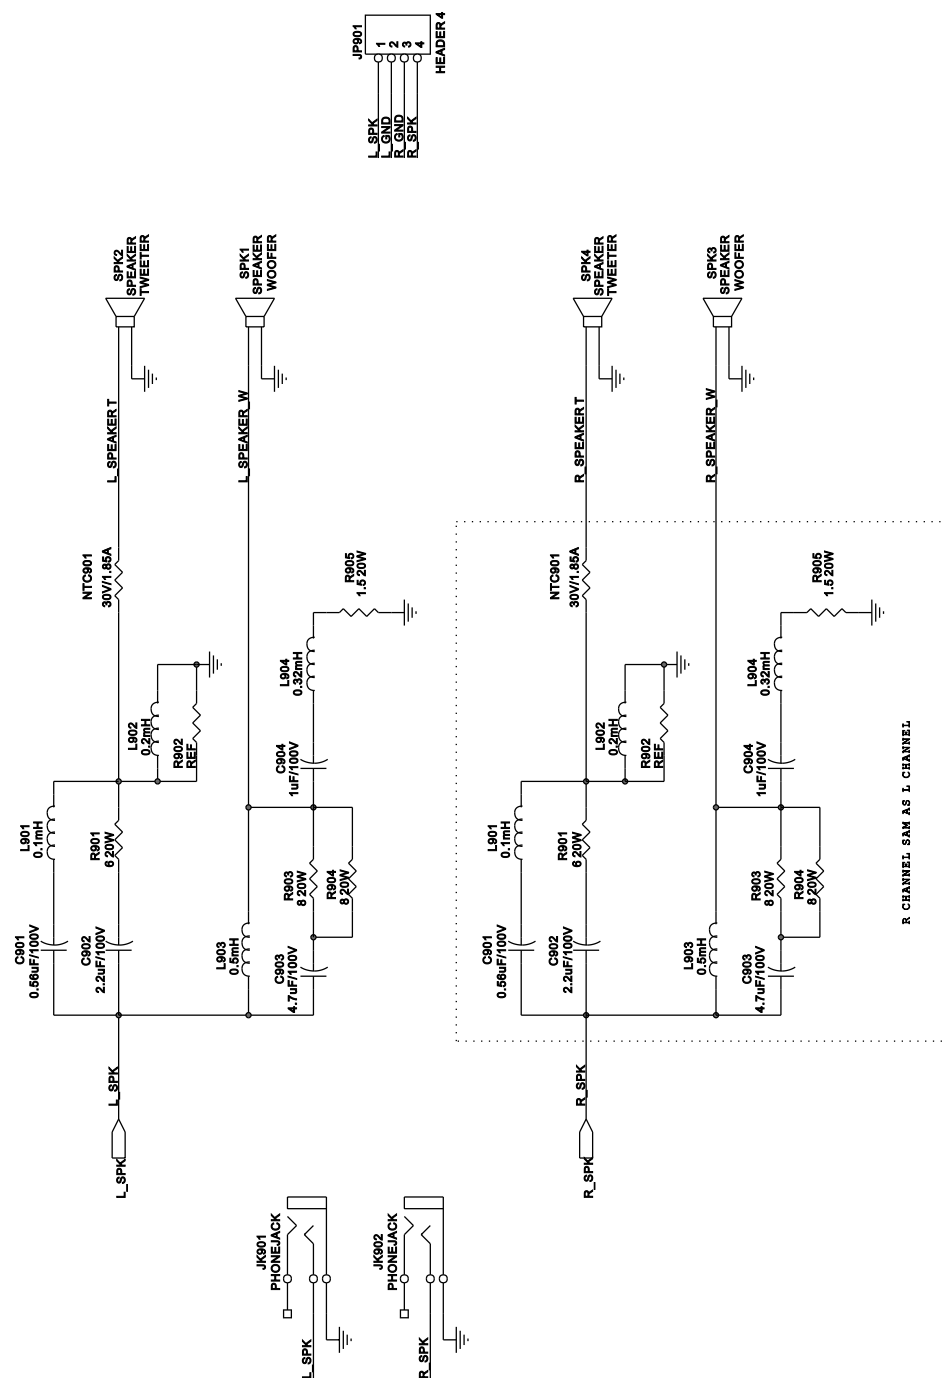 JP901
1
2
3
4
HEADER 4
L_SPK
L_GND
R_GND
R_SPK
SPK2
SPEAKER
TWEETER
SPK1
SPEAKER
WOOFER
SPK4
SPEAKER
TWEETER
SPK3
SPEAKER
WOOFER
L_SPEAKER T
L_SPEAKER_W
R_SPEAKER T
R_SPEAKER_W
NTC901
30V/1.85A
R905
1.5 20W
NTC901
30V/1.85A
R905
1.5 20W
L902
0.2mH
R902
REF
L904
0.32mH
C904
1uF/100V
L902
0.2mH
R902
REF
L904
0.32mH
C904
1uF/100V
L901
0.1mH
R901
6 20W
R903
8 20W
R904
8 20W
L901
0.1mH
R901
6 20W
R903
8 20W
R904
8 20W
C901
0.56uF/100V
C902
2.2uF/100V
L903
0.5mH
C903
4.7uF/100V
C901
0.56uF/100V
C902
2.2uF/100V
L903
0.5mH
C903
4.7uF/100V
R CHANNEL SAM AS L CHANNEL
L_SPK
L_SPK
R_SPK
R_SPK
JK901
PHONEJACK
JK902
PHONEJACK
L_SPK
R_SPK